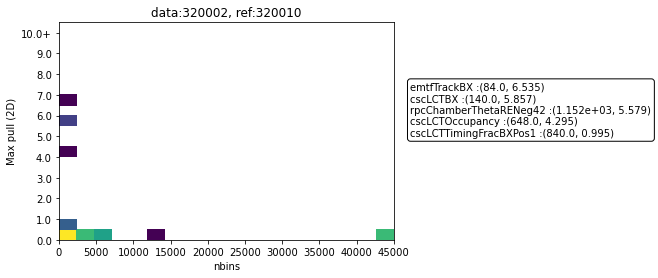 data:320002, ref:320010
10.0+
9.0
8.0
7.0
6.0
5.0
4.0
3.0
2.0
1.0
0.0
Max pull (2D)
0 5000 10000 15000 20000 25000 30000 35000 40000 45000
nbins
emtfTrackBX :(84.0, 6.535)
cscLCTBX :(140.0, 5.857)
rpcChamberThetaRENeg42 :(1.152e+03, 5.579)
cscLCTOccupancy :(648.0, 4.295)
cscLCTTimingFracBXPos1 :(840.0, 0.995)